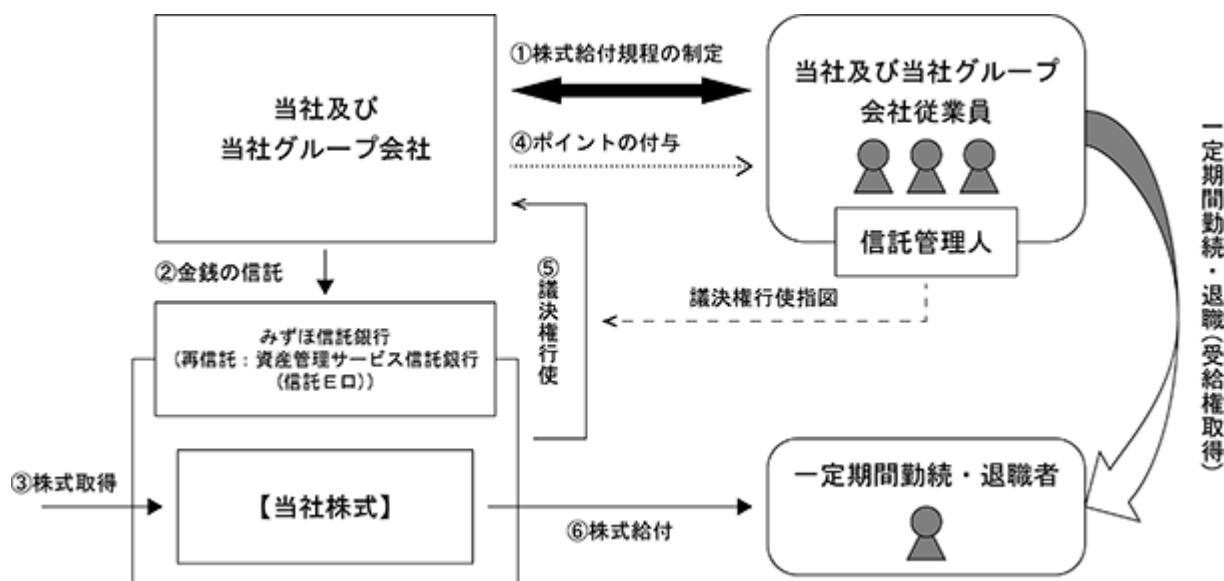 ①株式給付規程の制定
当社及び
当社グループ会社
④ポイントの付与
当社及び当社グループ
会社従業員
信託管理人
②金銭の信託
⑤議決権行使
議決権行使指図
みずほ信託銀行
(再信託：資産管理サービス信託銀行
(信託E口))
③株式取得
【当社株式】
⑥株式給付
一定期間勤続・退職者
一定期間勤続・退職(受給権取得)